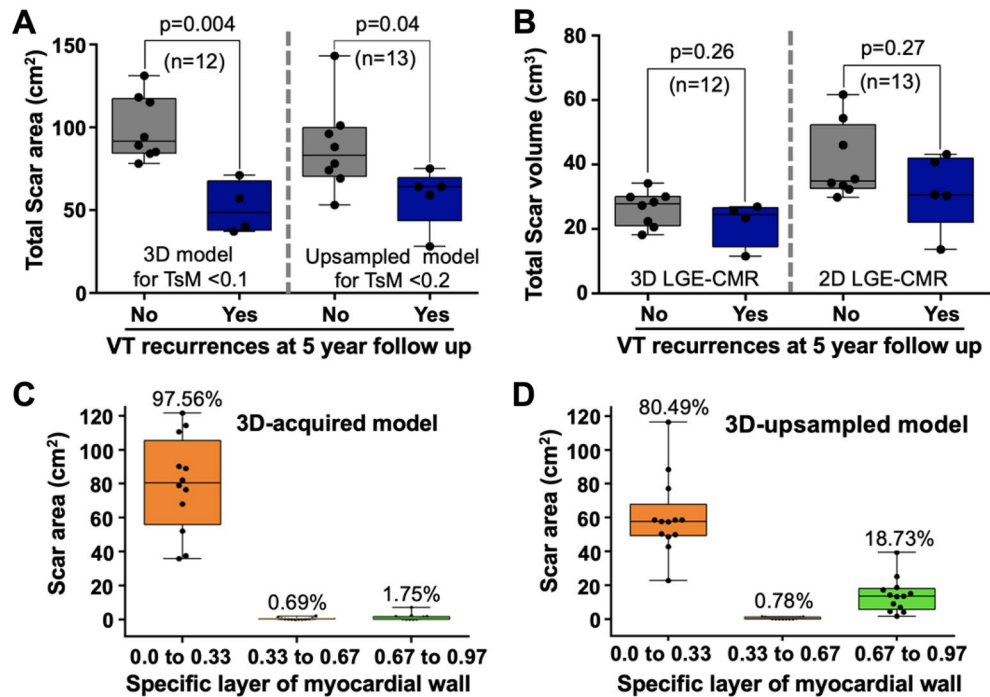 A
p=0.004
p=0.04
(n=12)
(n=13)
Total Scar area (cm²)
150
100
50
0
3D model
for TsM <0.1
Upsampled model
for TsM <0.2
No
Yes
No
Yes
VT recurrences at 5 year follow up
B
p=0.26
p=0.27
(n=12)
(n=13)
Total Scar volume (cm³)
80
60
40
20
0
3D LGE-CMR
2D LGE-CMR
No
Yes
No
Yes
VT recurrences at 5 year follow up
C
97.56%
3D-acquired model
Scar area (cm²)
120
100
80
60
40
20
0
0.69%
1.75%
0.0 to 0.33
0.33 to 0.67
0.67 to 0.97
Specific layer of myocardial wall
D
80.49%
3D-upsampled model
Scar area (cm²)
120
100
80
60
40
20
0
0.78%
18.73%
0.0 to 0.33
0.33 to 0.67
0.67 to 0.97
Specific layer of myocardial wall